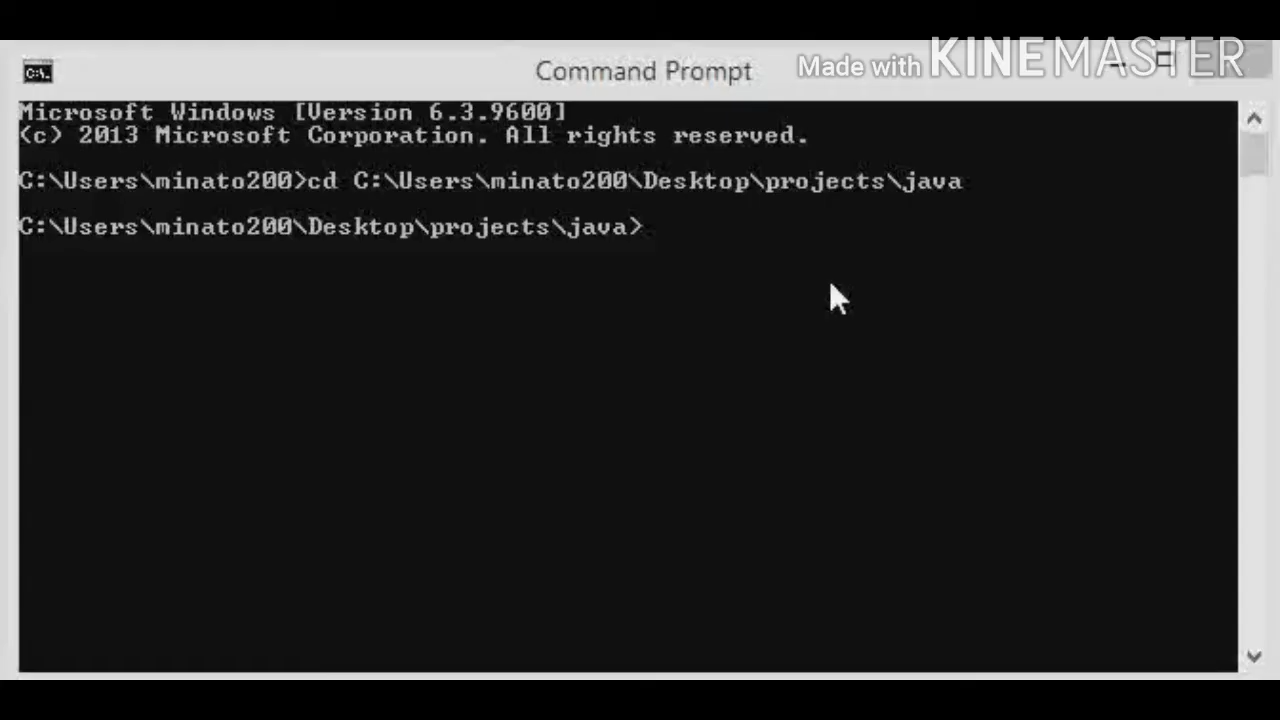 Made with KINEMASTER
Command Prompt
Microsoft Windows [Version 6.3.9600]
(c) 2013 Microsoft Corporation. All rights reserved.
C:\Users\minato200>cd C:\Users\minato200\Desktop\projects\java
C:\Users\minato200\Desktop\projects\java>